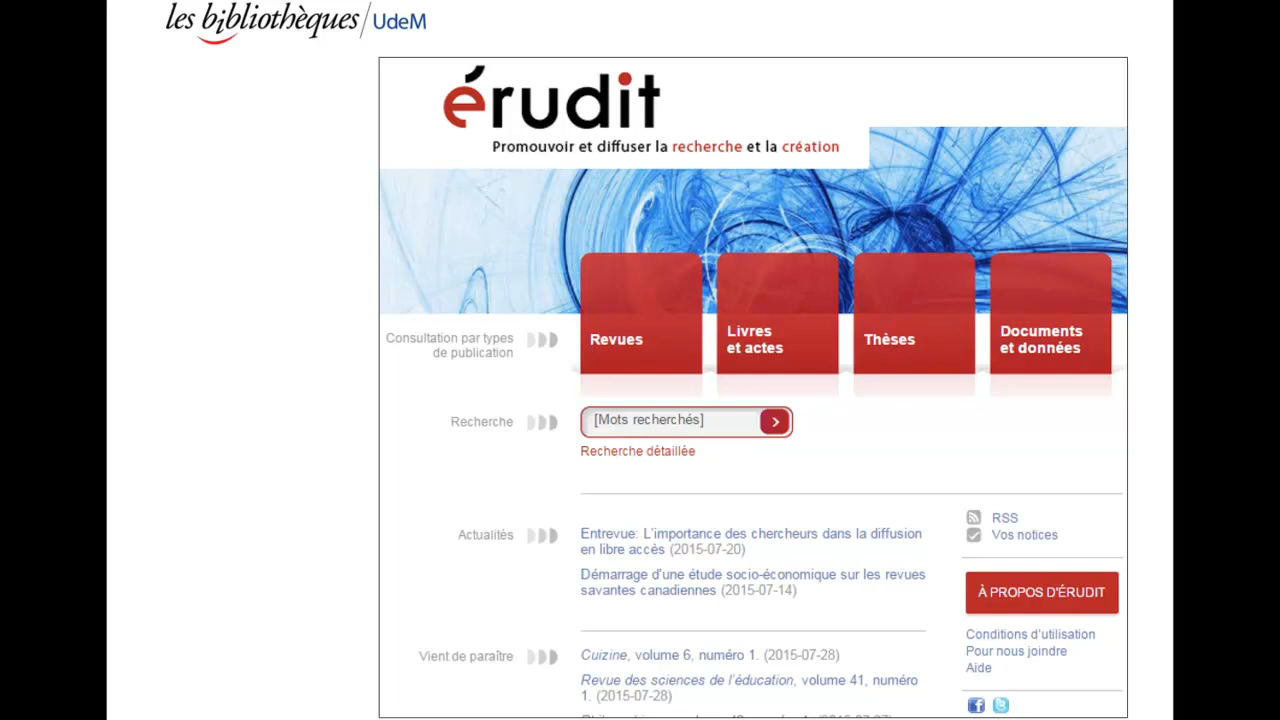 les bibliothèques/UdeM
érudit
Promouvoir et diffuser la recherche et la création
Consultation par types
de publication
Revues
Livres
et actes
Thèses
Documents
et données
Recherche
[Mots recherchés]
Recherche détaillée
Actualités
Entrevue: L'importance des chercheurs dans la diffusion
en libre accès (2015-07-20)
Démarrage d'une étude socio-économique sur les revues
savantes canadiennes (2015-07-14)
RSS
Vos notices
À PROPOS D'ÉRUDIT
Conditions d'utilisation
Pour nous joindre
Aide
Vient de paraître
Cuizine, volume 6, numéro 1. (2015-07-28)
Revue des sciences de l'éducation, volume 41, numéro
1. (2015-07-28)